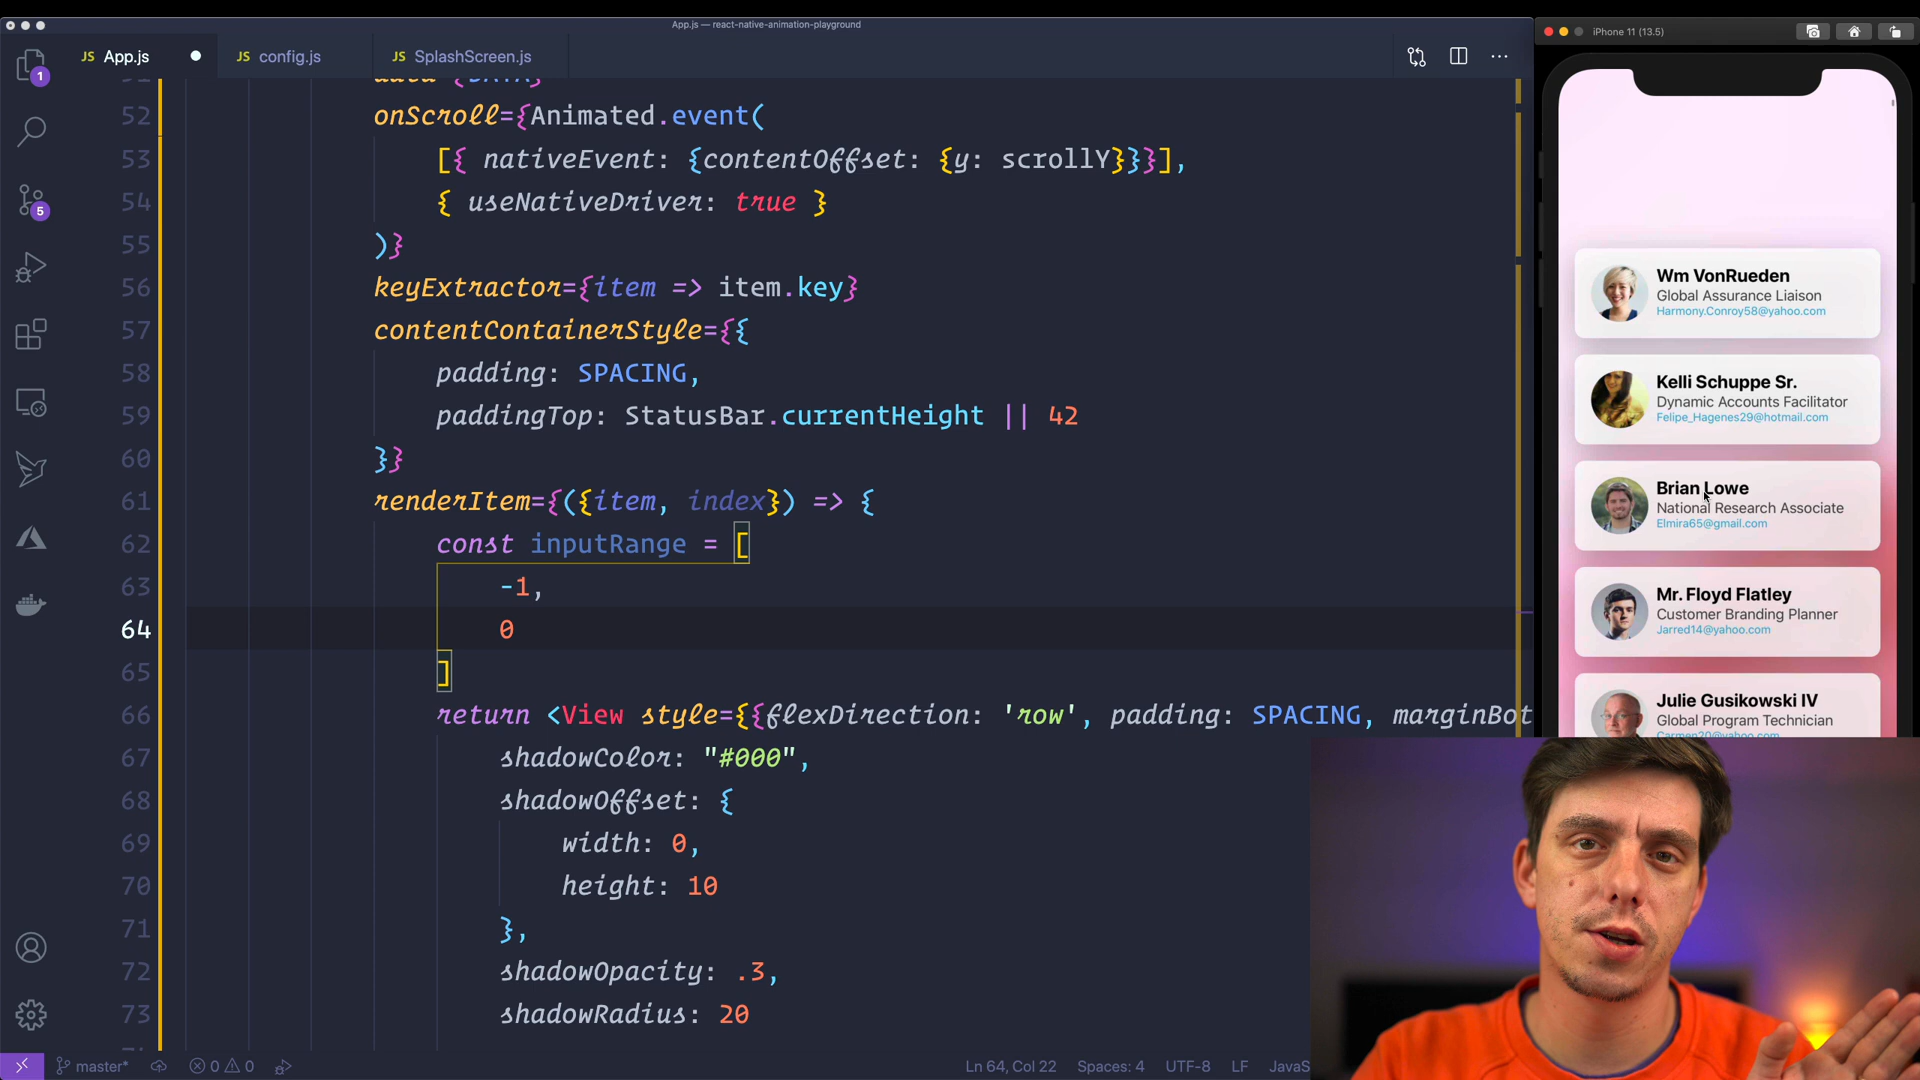 App.js — react-native-animation-playground
JS App.js
JS config.js
JS SplashScreen.js
1
5
52 onScroll={Animated.event(
53 [{ nativeEvent: {contentOffset: {y: scrollY}}}],
54 { useNativeDriver: true }
55 )}
56 keyExtractor={item => item.key}
57 contentContainerStyle={{
58 padding: SPACING,
59 paddingTop: StatusBar.currentHeight || 42
60 }}
61 renderItem={({item, index}) => {
62 const inputRange = [
63 -1,
64 0
65 ]
66 return <View style={{flexDirection: 'row', padding: SPACING, marginBot
67 shadowColor: "#000",
68 shadowOffset: {
69 width: 0,
70 height: 10
71 },
72 shadowOpacity: .3,
73 shadowRadius: 20
master*
0 0
Ln 64, Col 22
Spaces: 4
UTF-8
LF
JavaS
iPhone 11 (13.5)
Wm VonRueden
Global Assurance Liaison
Harmony.Conroy58@yahoo.com
Kelli Schuppe Sr.
Dynamic Accounts Facilitator
Felipe_Hagenes29@hotmail.com
Brian Lowe
National Research Associate
Elmira65@gmail.com
Mr. Floyd Flatley
Customer Branding Planner
Jarred14@yahoo.com
Julie Gusikowski IV
Global Program Technician
Carmen20@yahoo.com